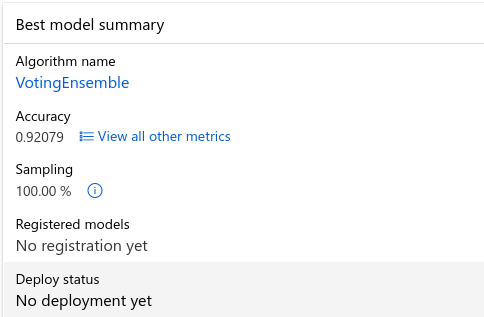 Best model summary
Algorithm name
VotingEnsemble
Accuracy
0.92079 View all other metrics
Sampling
100.00 %
Registered models
No registration yet
Deploy status
No deployment yet